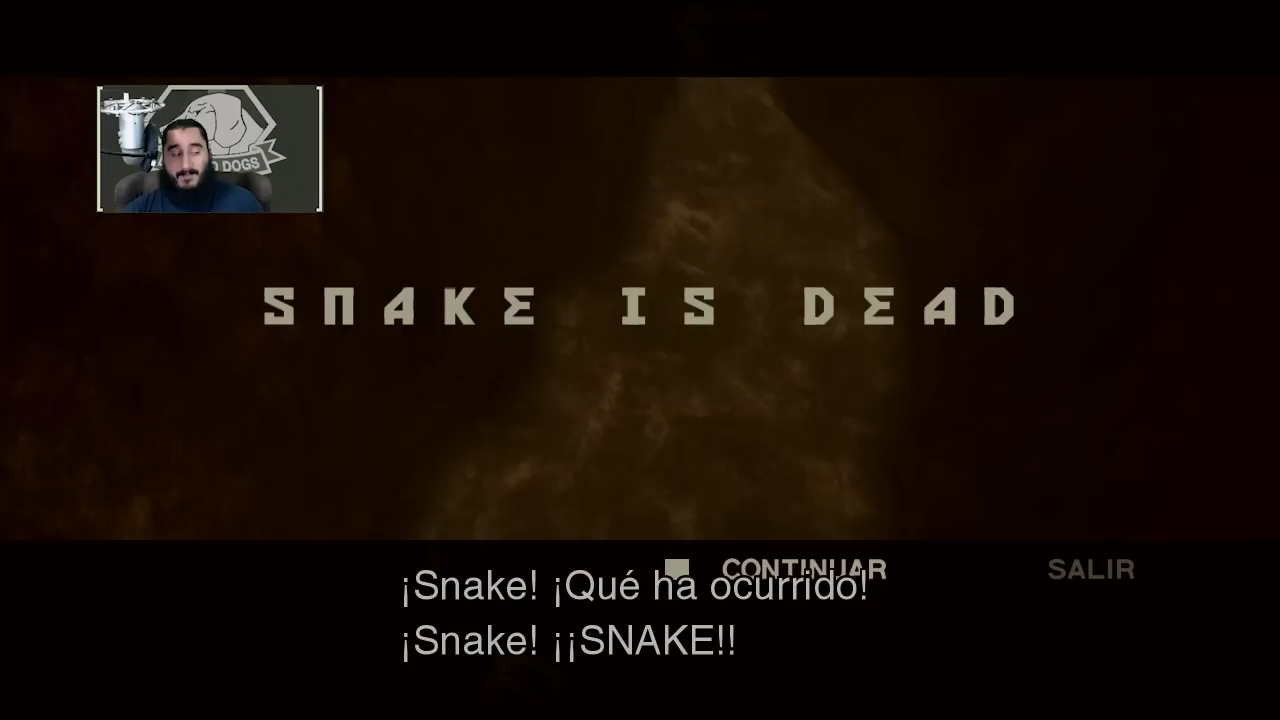 DOGS
SNAKE IS DEAD
CONTINUAR SALIR
¡Snake! ¡Qué ha ocurrido!
¡Snake! ¡¡SNAKE!!